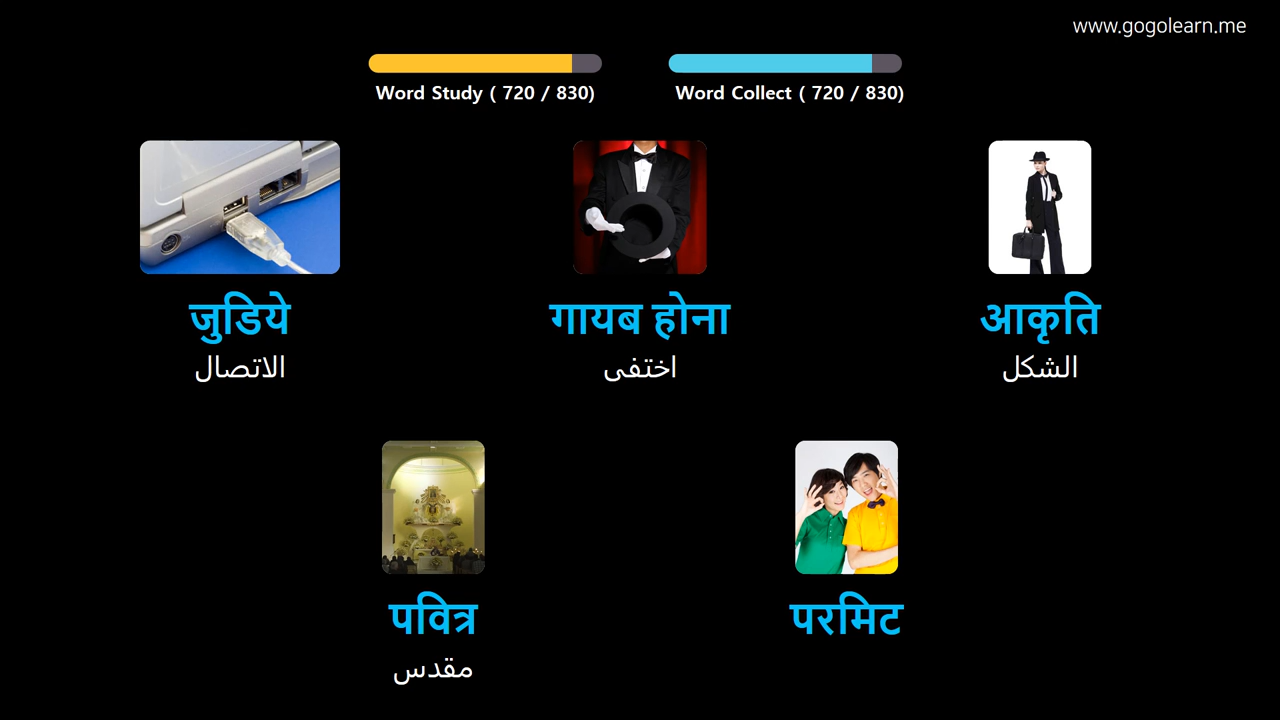 www.gogolearn.me
Word Study ( 720 / 830)
Word Collect ( 720 / 830)
जुडिये
गायब होना
आकृति
الاتصال
اختفى
الشكل
पवित्र
परमिट
مقدس